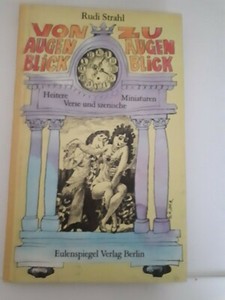 Rudi Strahl
VON ZU
AUGEN AUGEN
BLICK BLICK
Heitere Miniaturen
Verse und szenische
Eulenspiegel Verlag Berlin